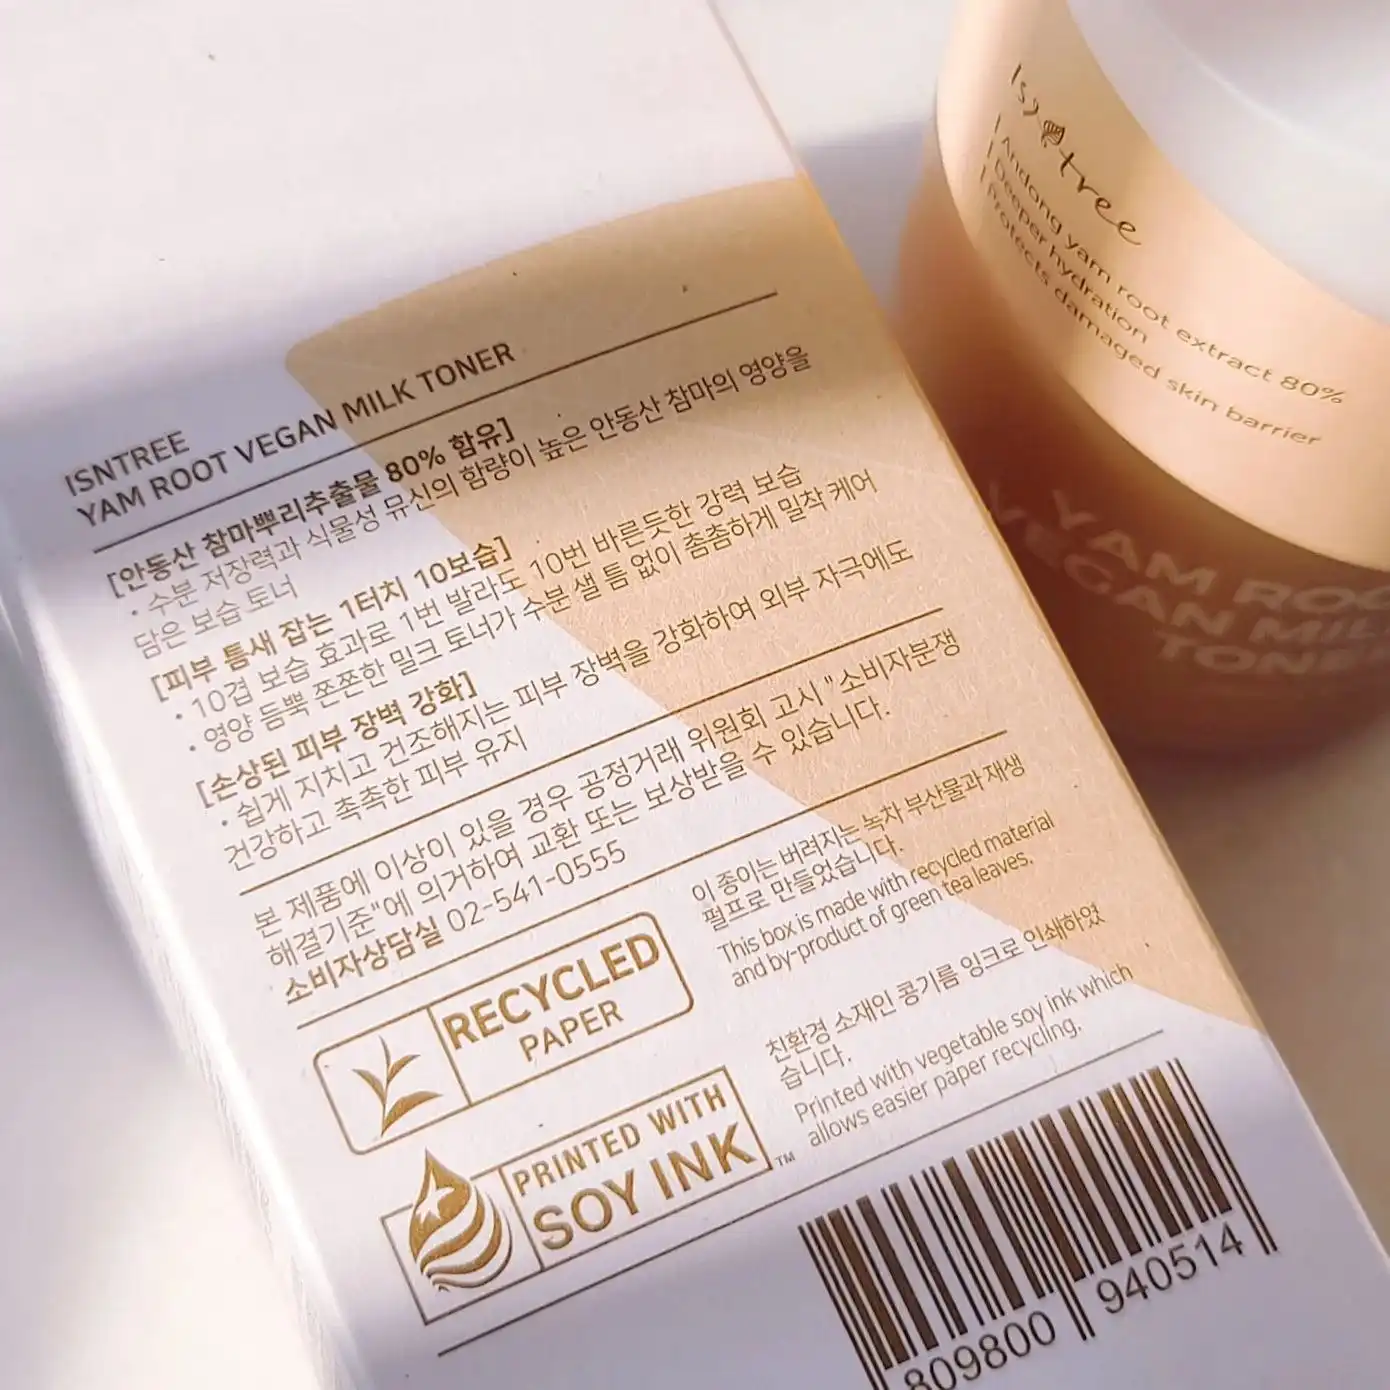 ISNTREE
YAM ROOT VEGAN MILK TONER
[안동산 참마뿌리추출물 80% 함유]
• 수분 저장력과 식물성 뮤신의 함량이 높은 안동산 참마의 영양을
담은 보습 토너
[피부 틈새 잡는 1터치 10보습]
• 10겹 보습 효과로 1번 발라도 10번 바른듯한 강력 보습
• 영양 듬뿍 쫀쫀한 밀크 토너가 수분 샐 틈 없이 촘촘하게 밀착 케어
[손상된 피부 장벽 강화]
• 쉽게 지치고 건조해지는 피부 장벽을 강화하여 외부 자극에도
건강하고 촉촉한 피부 유지
본 제품에 이상이 있을 경우 공정거래 위원회 고시 "소비자분쟁
해결기준"에 의거하여 교환 또는 보상받을 수 있습니다.
소비자상담실 02-541-0555
RECYCLED
PAPER
이 종이는 버려지는 녹차 부산물과 재생
펄프로 만들었습니다.
This box is made with recycled material
and by-product of green tea leaves.
PRINTED WITH
SOY INK™
친환경 소재인 콩기름 잉크로 인쇄하였
습니다.
Printed with vegetable soy ink which
allows easier paper recycling.
809800 940514
Isntree
Andong yam root extract 80%
Deeper hydration
Protects damaged skin barrier
YAM ROO
VEGAN MIL
TONE